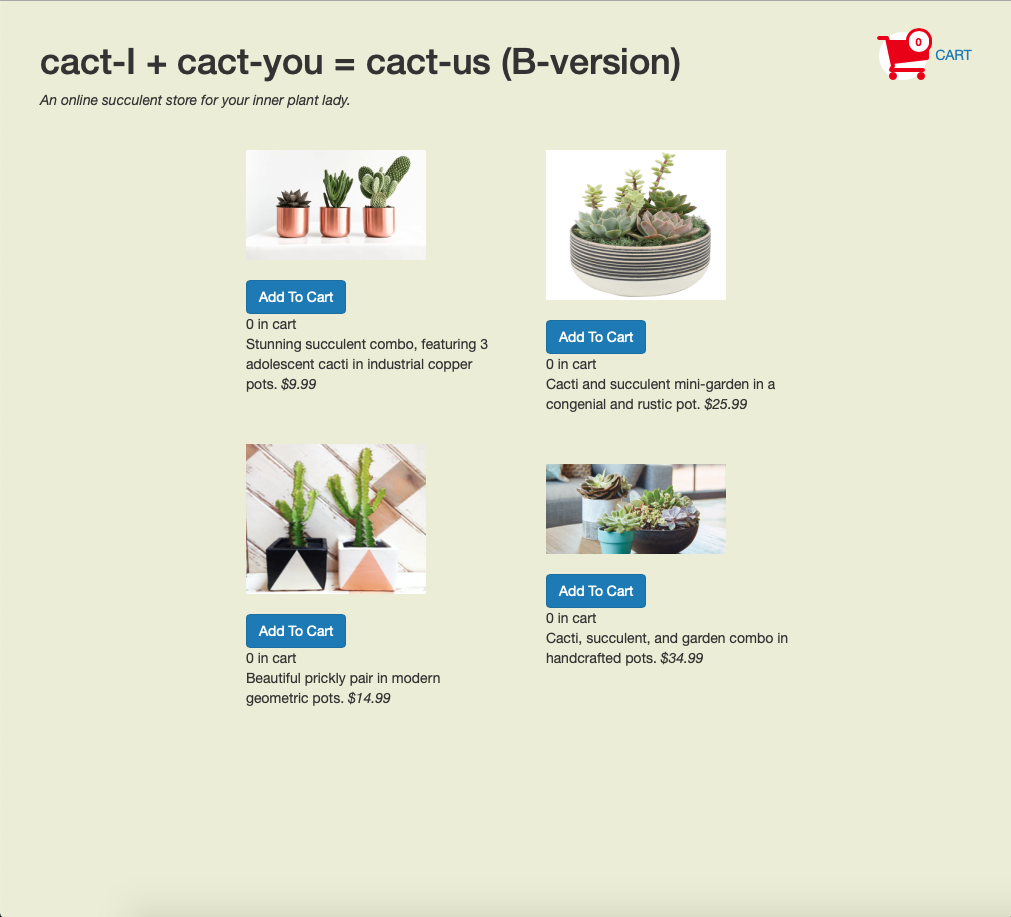 cact-I + cact-you = cact-us (B-version)
0
CART
An online succulent store for your inner plant lady.
Add To Cart
0 in cart
Stunning succulent combo, featuring 3
adolescent cacti in industrial copper
pots. $9.99
Add To Cart
0 in cart
Cacti and succulent mini-garden in a
congenial and rustic pot. $25.99
Add To Cart
0 in cart
Beautiful prickly pair in modern
geometric pots. $14.99
Add To Cart
0 in cart
Cacti, succulent, and garden combo in
handcrafted pots. $34.99